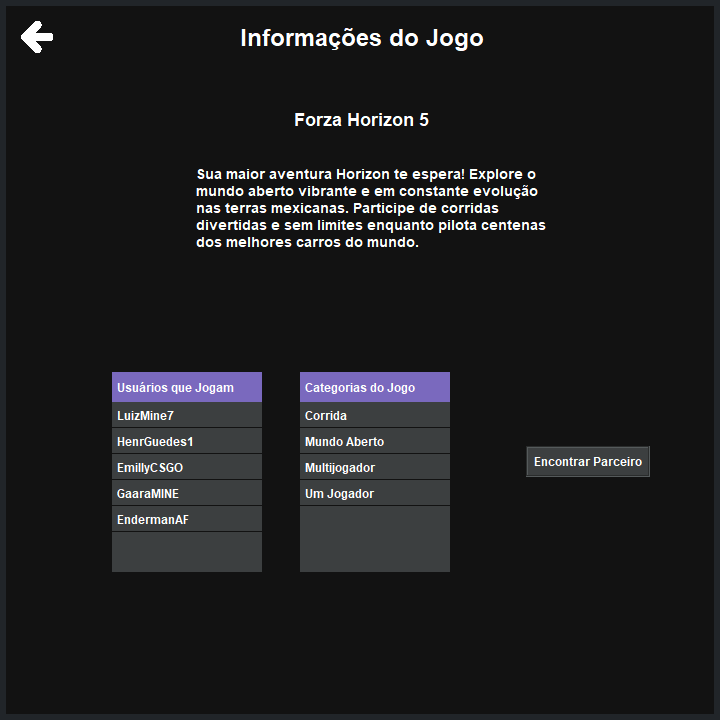 Informações do Jogo
Forza Horizon 5
Sua maior aventura Horizon te espera! Explore o
mundo aberto vibrante e em constante evolução
nas terras mexicanas. Participe de corridas
divertidas e sem limites enquanto pilota centenas
dos melhores carros do mundo.
Usuários que Jogam
LuizMine7
HenrGuedes1
EmillyCSGO
GaaraMINE
EndermanAF
Categorias do Jogo
Corrida
Mundo Aberto
Multijogador
Um Jogador
Encontrar Parceiro